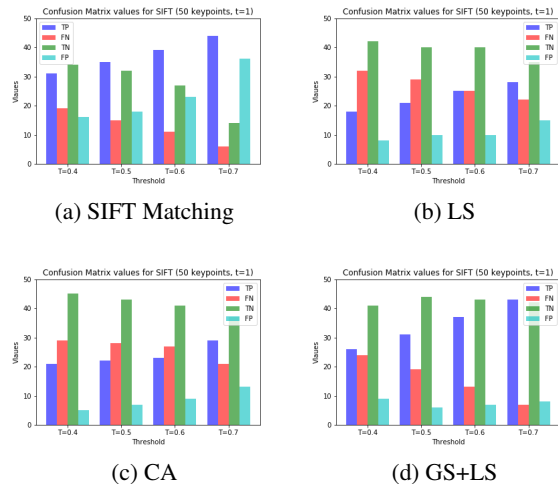 Confusion Matrix values for SIFT (50 keypoints, t=1)
Vlaues
50
40
30
20
10
0
TP
FN
TN
FP
T=0.4 T=0.5 T=0.6 T=0.7
Threshold
(a) SIFT Matching
Confusion Matrix values for SIFT (50 keypoints, t=1)
Vlaues
50
40
30
20
10
0
TP
FN
TN
FP
T=0.4 T=0.5 T=0.6 T=0.7
Threshold
(b) LS
Confusion Matrix values for SIFT (50 keypoints, t=1)
Vlaues
50
40
30
20
10
0
TP
FN
TN
FP
T=0.4 T=0.5 T=0.6 T=0.7
Threshold
(c) CA
Confusion Matrix values for SIFT (50 keypoints, t=1)
Vlaues
50
40
30
20
10
0
TP
FN
TN
FP
T=0.4 T=0.5 T=0.6 T=0.7
Threshold
(d) GS+LS